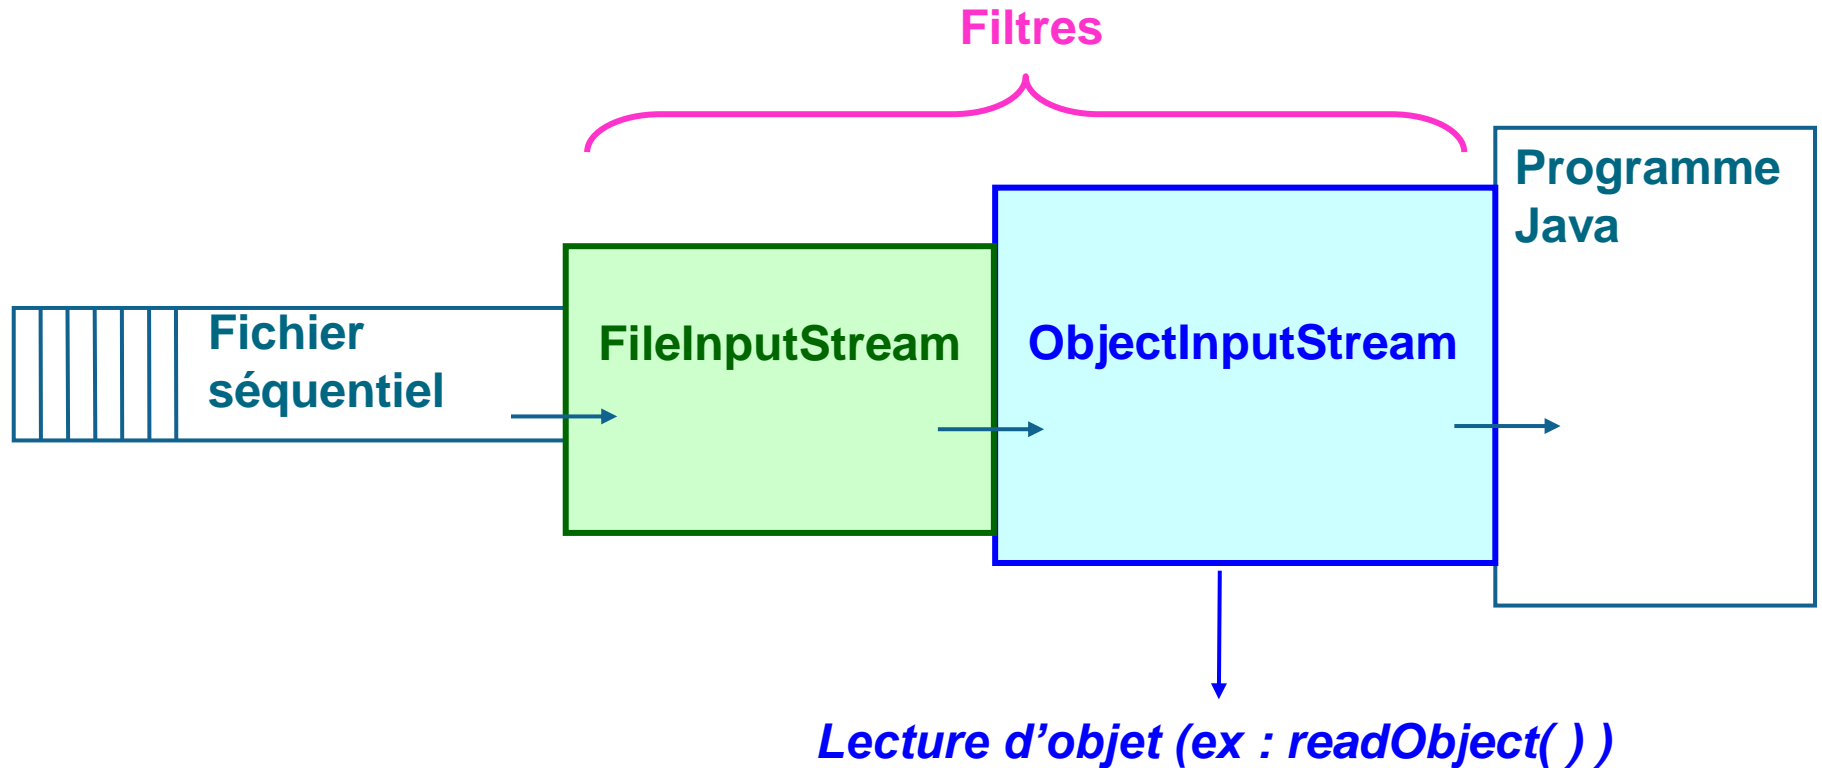 Filtres
Programme
Java
Fichier
séquentiel
FileInputStream
ObjectInputStream
Lecture d’objet (ex : readObject( ) )